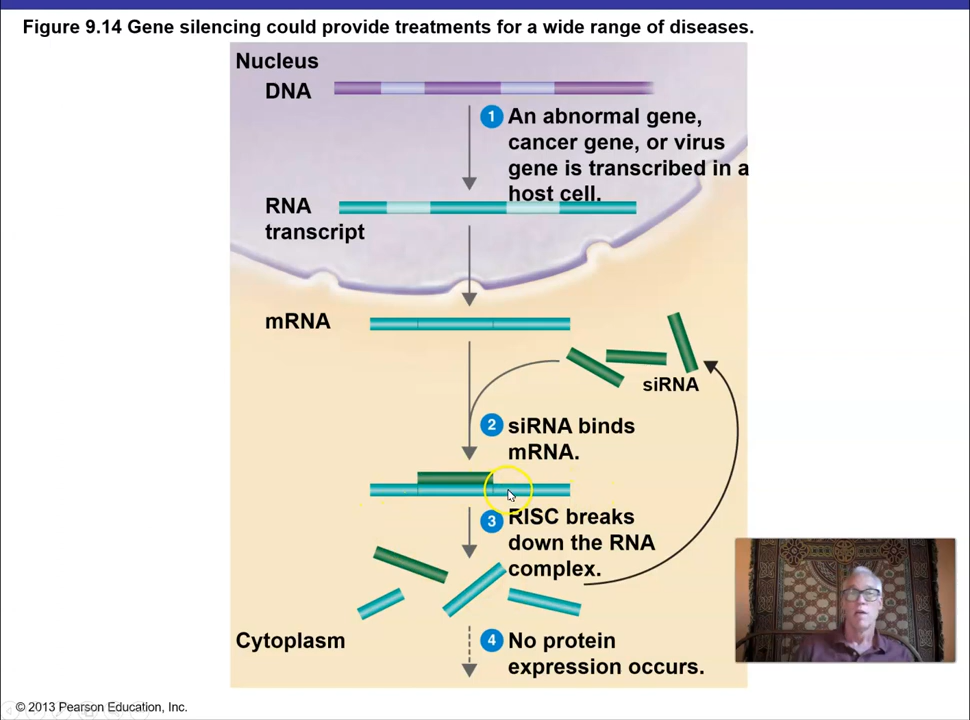 Figure 9.14 Gene silencing could provide treatments for a wide range of diseases.
Nucleus
DNA
1 An abnormal gene,
cancer gene, or virus
gene is transcribed in a
host cell.
RNA
transcript
mRNA
siRNA
2 siRNA binds
mRNA.
3 RISC breaks
down the RNA
complex.
Cytoplasm
4 No protein
expression occurs.
© 2013 Pearson Education, Inc.